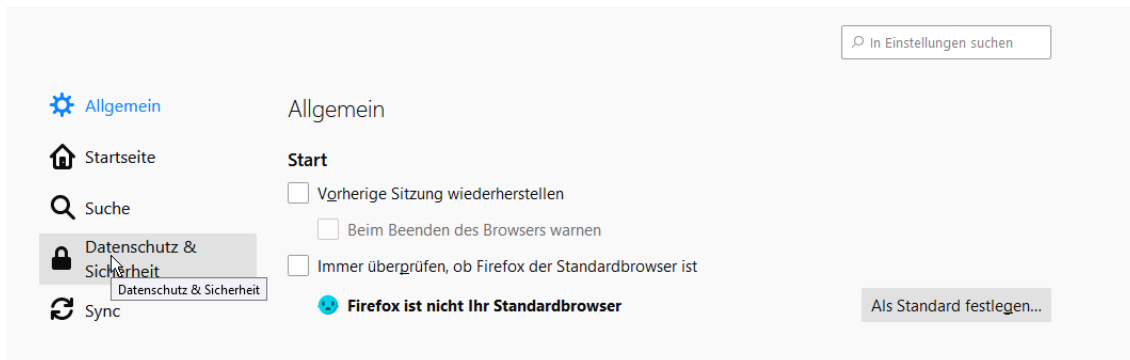 In Einstellungen suchen
Allgemein
Startseite
Suche
Datenschutz &
Sicherheit
Datenschutz & Sicherheit
Sync
Allgemein
Start
Vorherige Sitzung wiederherstellen
Beim Beenden des Browsers warnen
Immer überprüfen, ob Firefox der Standardbrowser ist
Firefox ist nicht Ihr Standardbrowser
Als Standard festlegen...